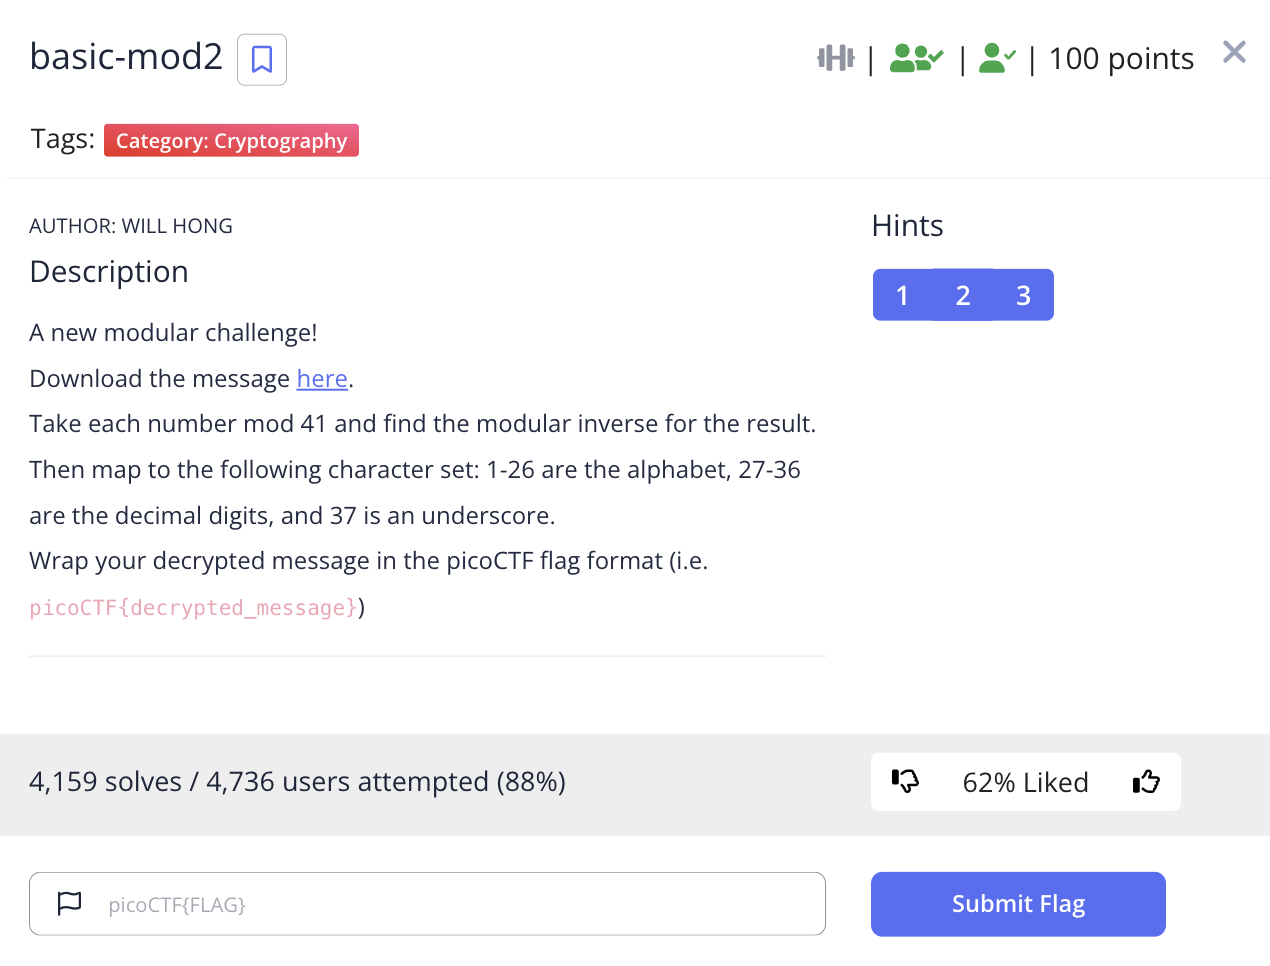 basic-mod2
| | | 100 points
Tags: Category: Cryptography
AUTHOR: WILL HONG
Description
A new modular challenge!
Download the message here.
Take each number mod 41 and find the modular inverse for the result.
Then map to the following character set: 1-26 are the alphabet, 27-36
are the decimal digits, and 37 is an underscore.
Wrap your decrypted message in the picoCTF flag format (i.e.
picoCTF{decrypted_message})
Hints
1 2 3
4,159 solves / 4,736 users attempted (88%)
62% Liked
picoCTF{FLAG}
Submit Flag